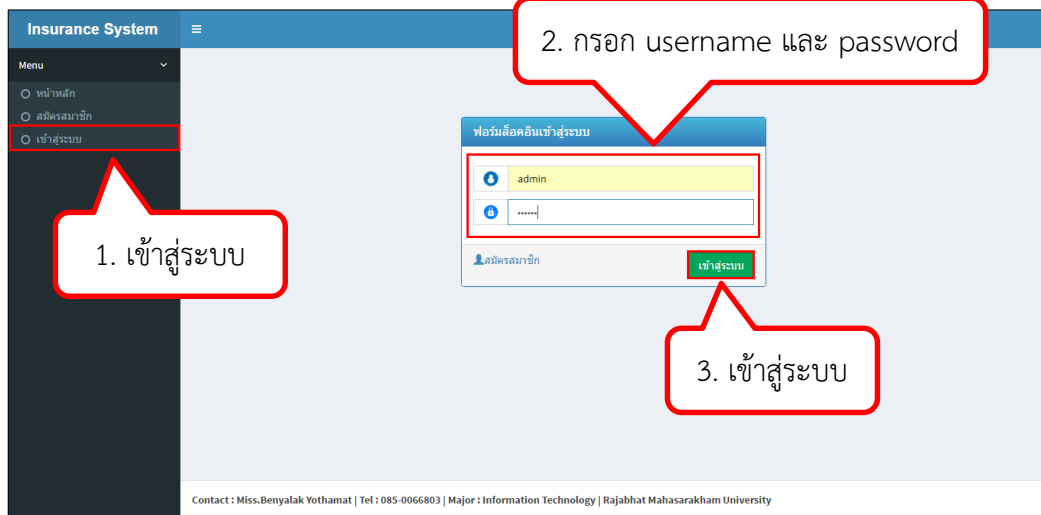 Insurance System
2. กรอก username และ password
Menu
หน้าหลัก
สมัครสมาชิก
เข้าสู่ระบบ
1. เข้าสู่ระบบ
ฟอร์มล็อคอินเข้าสู่ระบบ
admin
......
สมัครสมาชิก
เข้าสู่ระบบ
3. เข้าสู่ระบบ
Contact : Miss.Benyalak Yothamat | Tel : 085-0066803 | Major : Information Technology | Rajabhat Mahasarakham University